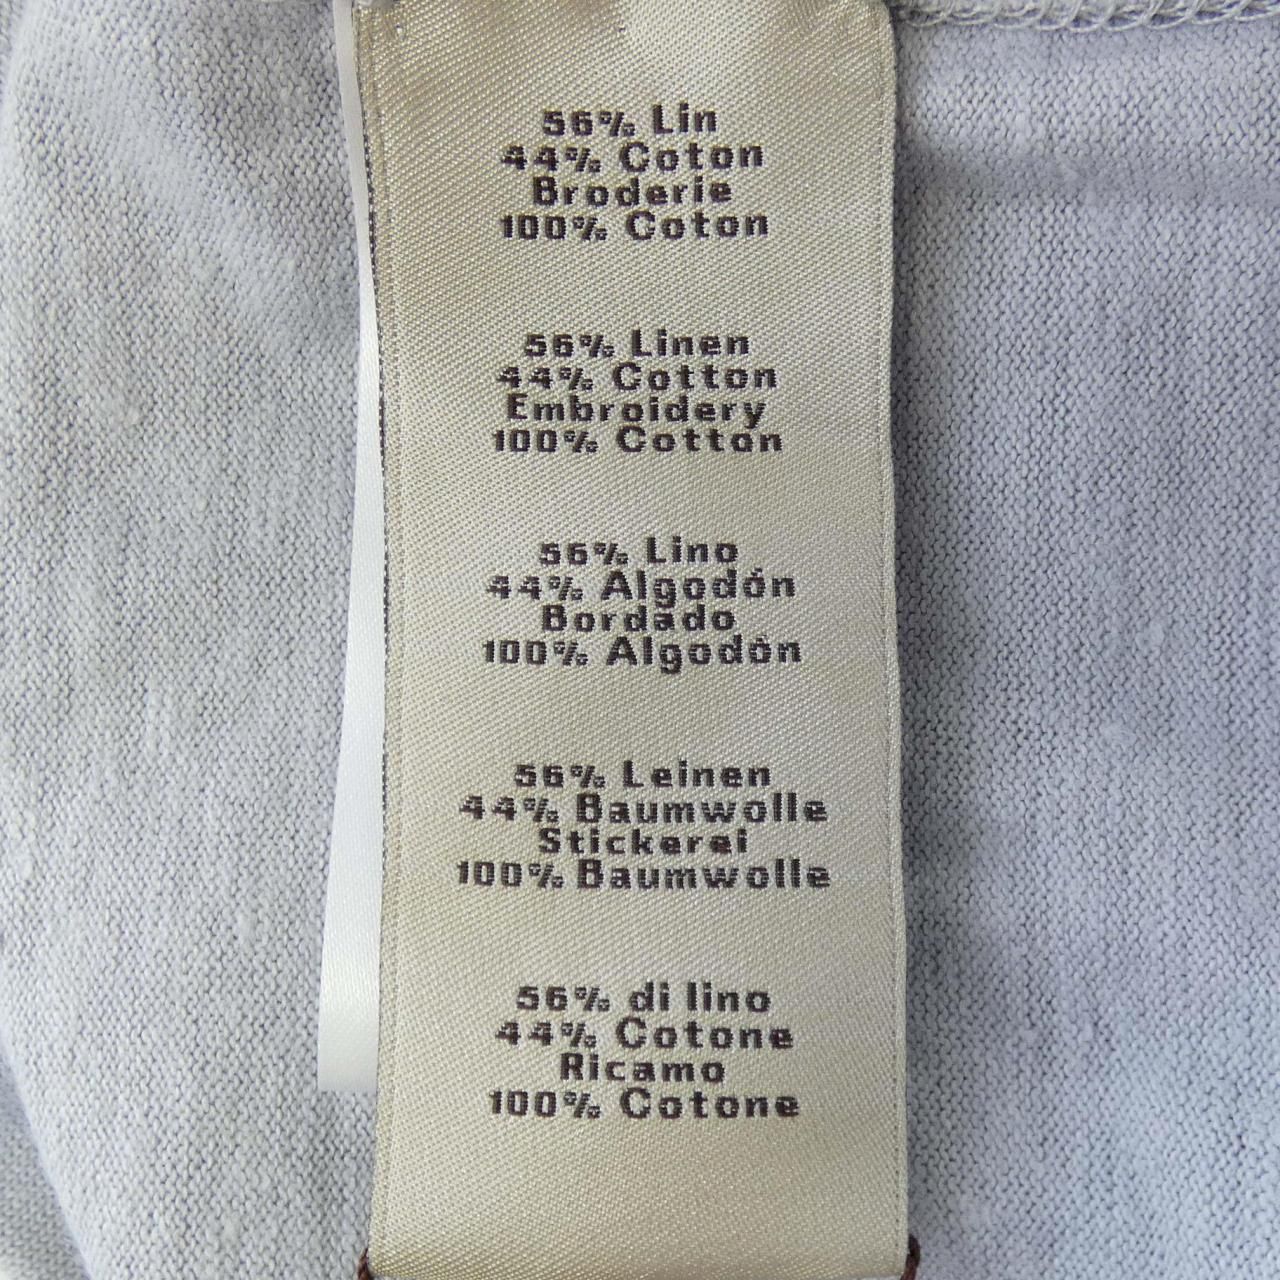 56% Lin
44% Coton
Broderie
100% Coton
56% Linen
44% Cotton
Embroidery
100% Cotton
56% Lino
44% Algodón
Bordado
100% Algodón
56% Leinen
44% Baumwolle
Stickerei
100% Baumwolle
56% di lino
44% Cotone
Ricamo
100% Cotone